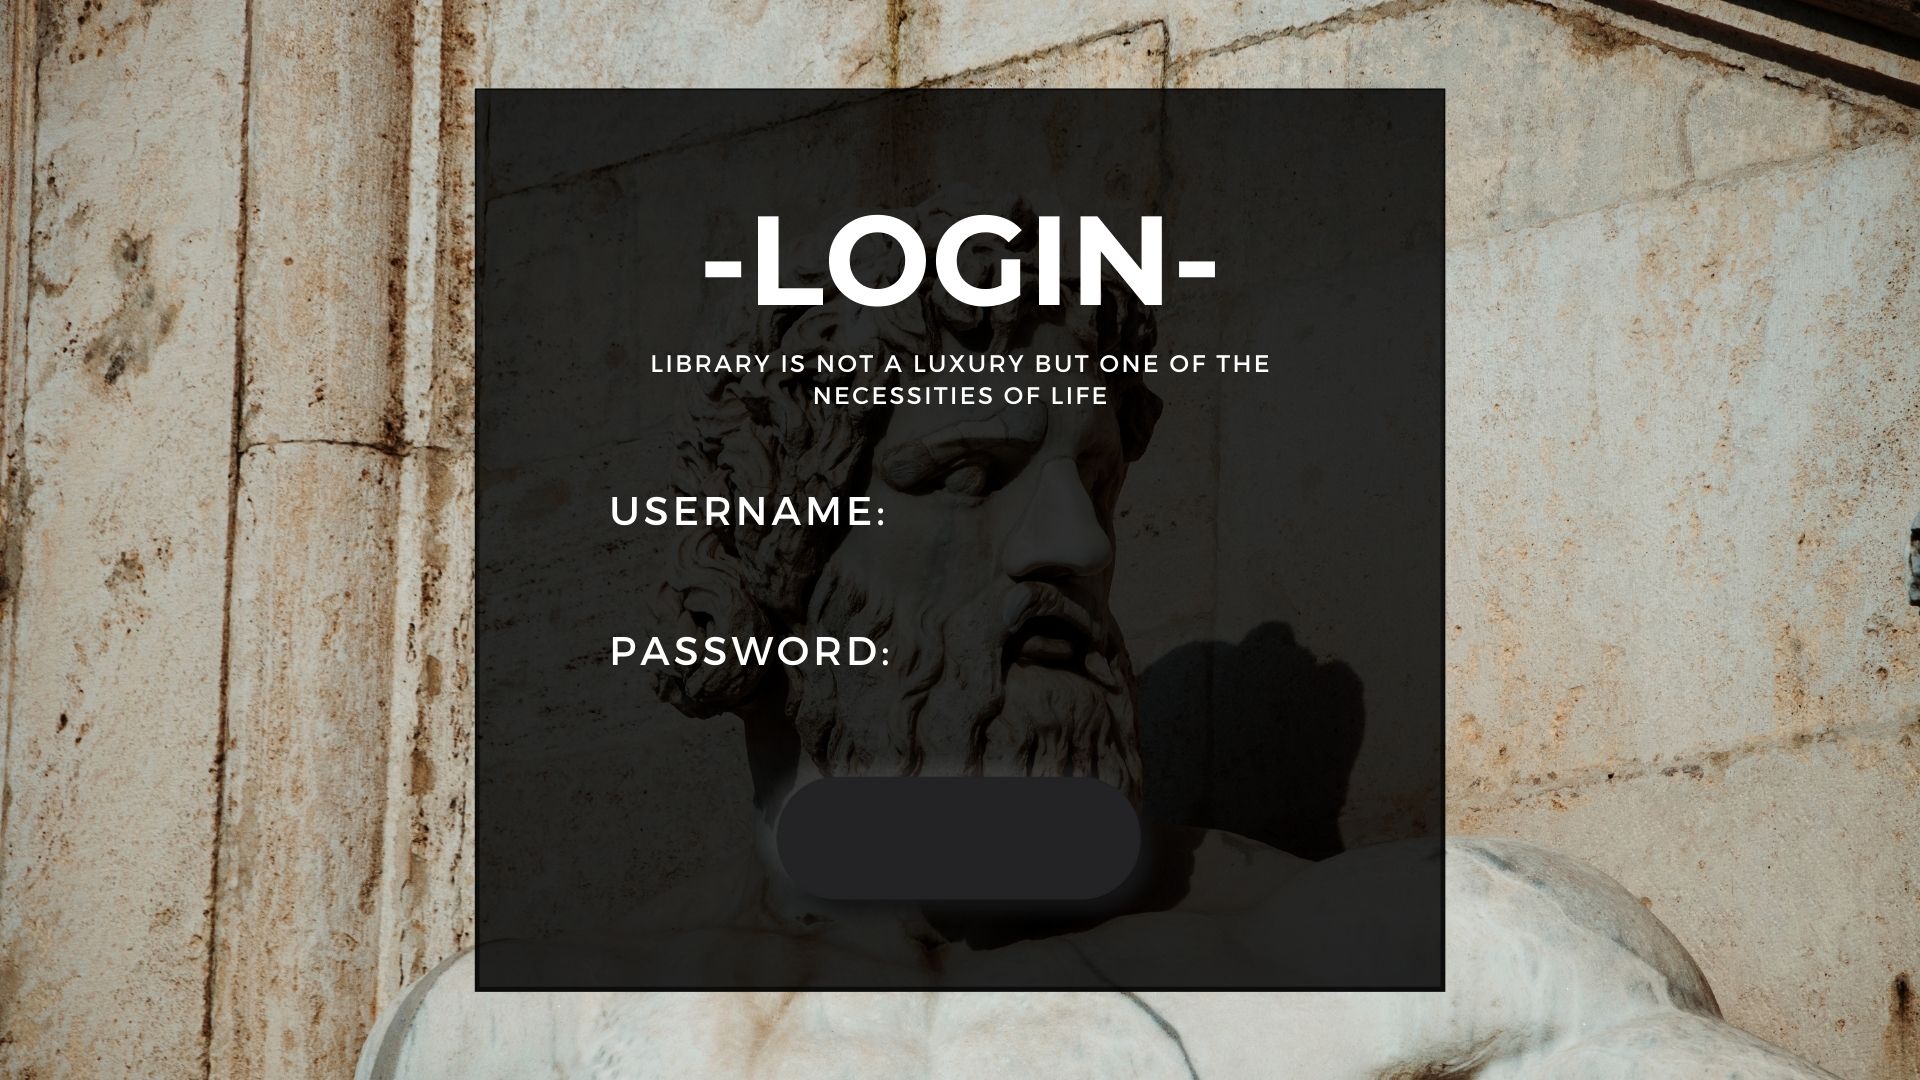 -LOGIN-
LIBRARY IS NOT A LUXURY BUT ONE OF THE
NECESSITIES OF LIFE
USERNAME:
PASSWORD: